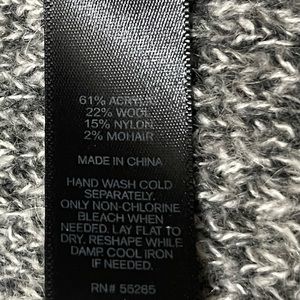 61% ACRYLIC
22% WOOL
15% NYLON
2% MOHAIR
MADE IN CHINA
HAND WASH COLD
SEPARATELY.
ONLY NON-CHLORINE
BLEACH WHEN
NEEDED. LAY FLAT TO
DRY. RESHAPE WHILE
DAMP. COOL IRON
IF NEEDED.
RN# 55285